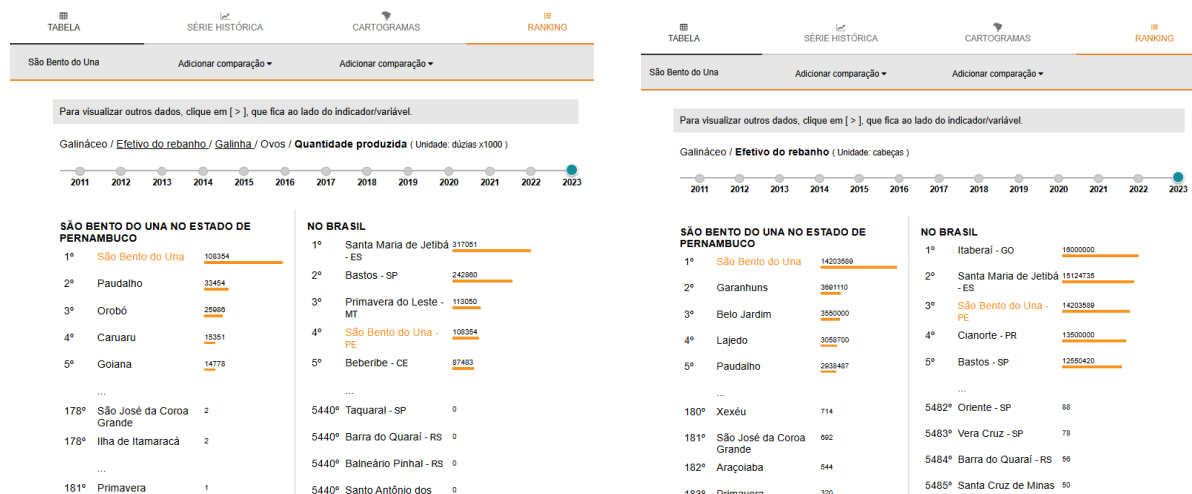 TABELA
SÉRIE HISTÓRICA
CARTOGRAMAS
RANKING
São Bento do Una
Adicionar comparação
Adicionar comparação
Para visualizar outros dados, clique em [ > ], que fica ao lado do indicador/variável.
Galináceo / Efetivo do rebanho / Galinha / Ovos / Quantidade produzida ( Unidade: dúzias x1000 )
2011 2012 2013 2014 2015 2016 2017 2018 2019 2020 2021 2022 2023
SÃO BENTO DO UNA NO ESTADO DE
PERNAMBUCO
1º São Bento do Una 108354
2º Paudalho 33454
3º Orobó 25986
4º Caruaru 15351
5º Goiana 14778
...
178º São José da Coroa 2
Grande
178º Ilha de Itamaracá 2
...
181º Primavera 1
NO BRASIL
1º Santa Maria de Jetibá 317051
- ES
2º Bastos - SP 242860
3º Primavera do Leste - 113050
MT
4º São Bento do Una - 108354
PE
5º Beberibe - CE 87483
...
5440º Taquaral - SP 0
5440º Barra do Quaraí - RS 0
5440º Balneário Pinhal - RS 0
5440º Santo Antônio dos 0
TABELA
SÉRIE HISTÓRICA
CARTOGRAMAS
RANKING
São Bento do Una
Adicionar comparação
Adicionar comparação
Para visualizar outros dados, clique em [ > ], que fica ao lado do indicador/variável.
Galináceo / Efetivo do rebanho ( Unidade: cabeças )
2011 2012 2013 2014 2015 2016 2017 2018 2019 2020 2021 2022 2023
SÃO BENTO DO UNA NO ESTADO DE
PERNAMBUCO
1º São Bento do Una 14203589
2º Garanhuns 3691110
3º Belo Jardim 3550000
4º Lajedo 3058700
5º Paudalho 2938487
...
180º Xexéu 714
181º São José da Coroa 692
Grande
182º Araçoiaba 544
183º Primavera 320
NO BRASIL
1º Itaberaí - GO 16000000
2º Santa Maria de Jetibá 15124735
- ES
3º São Bento do Una - 14203589
PE
4º Cianorte - PR 13500000
5º Bastos - SP 12550420
...
5482º Oriente - SP 88
5483º Vera Cruz - SP 78
5484º Barra do Quaraí - RS 56
5485º Santa Cruz de Minas 50